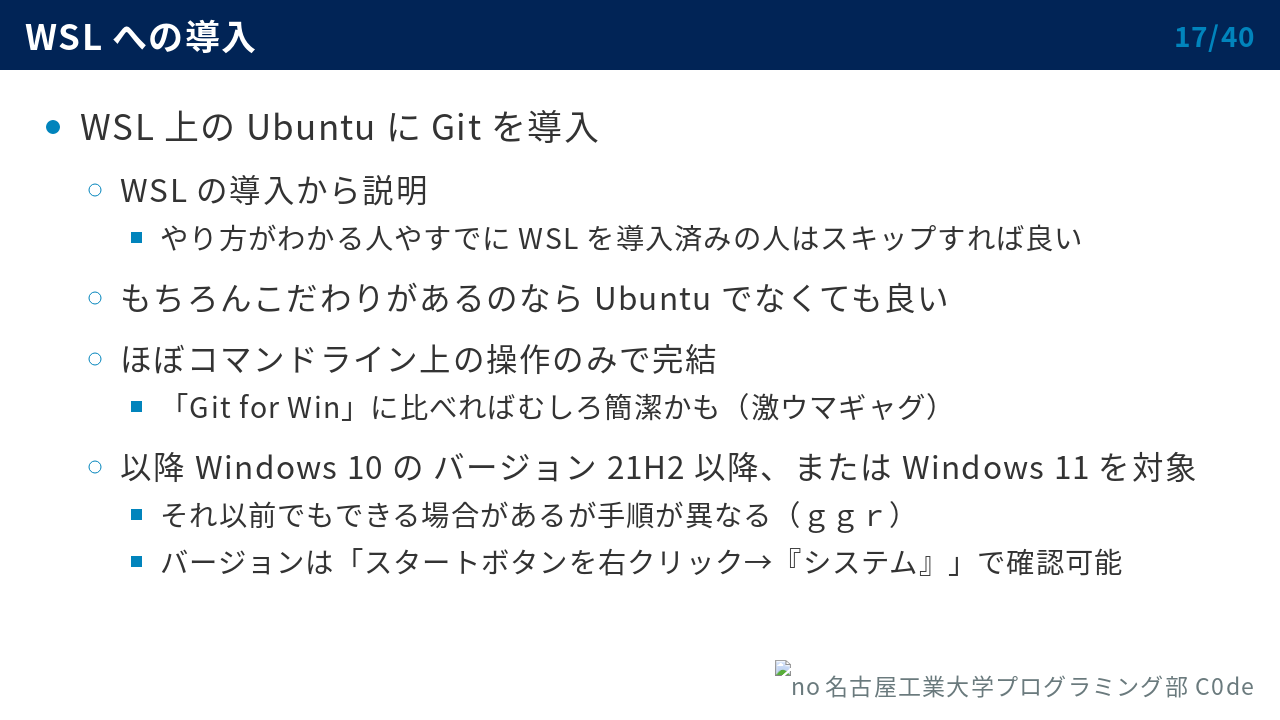 WSL への導入
17/40
WSL 上の Ubuntu に Git を導入
WSL の導入から説明
やり方がわかる人やすでに WSL を導入済みの人はスキップすれば良い
もちろんこだわりがあるのなら Ubuntu でなくても良い
ほぼコマンドライン上の操作のみで完結
「Git for Win」に比べればむしろ簡潔かも（激ウマギャグ）
以降 Windows 10 の バージョン 21H2 以降、または Windows 11 を対象
それ以前でもできる場合があるが手順が異なる（ｇｇｒ）
バージョンは「スタートボタンを右クリック→『システム』」で確認可能
no 名古屋工業大学プログラミング部 C0de